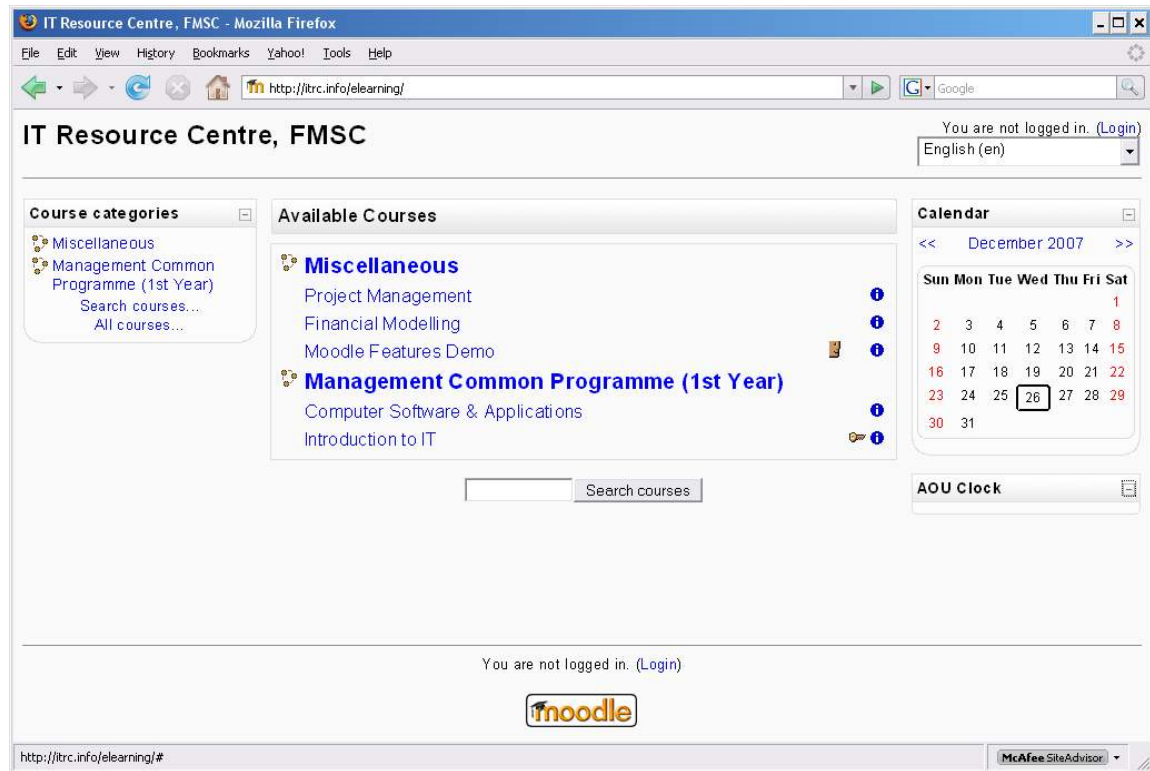 IT Resource Centre, FMSC - Mozilla Firefox
File Edit View History Bookmarks Yahoo! Tools Help
http://itrc.info/elearning/
Google
IT Resource Centre, FMSC
You are not logged in. (Login)
English (en)
Course categories
Miscellaneous
Management Common
Programme (1st Year)
Search courses...
All courses...
Available Courses
Miscellaneous
Project Management
Financial Modelling
Moodle Features Demo
Management Common Programme (1st Year)
Computer Software & Applications
Introduction to IT
Search courses
Calendar
<< December 2007 >>
Sun Mon Tue Wed Thu Fri Sat
1
2 3 4 5 6 7 8
9 10 11 12 13 14 15
16 17 18 19 20 21 22
23 24 25 26 27 28 29
30 31
AOU Clock
You are not logged in. (Login)
moodle
http://itrc.info/elearning/#
McAfee SiteAdvisor